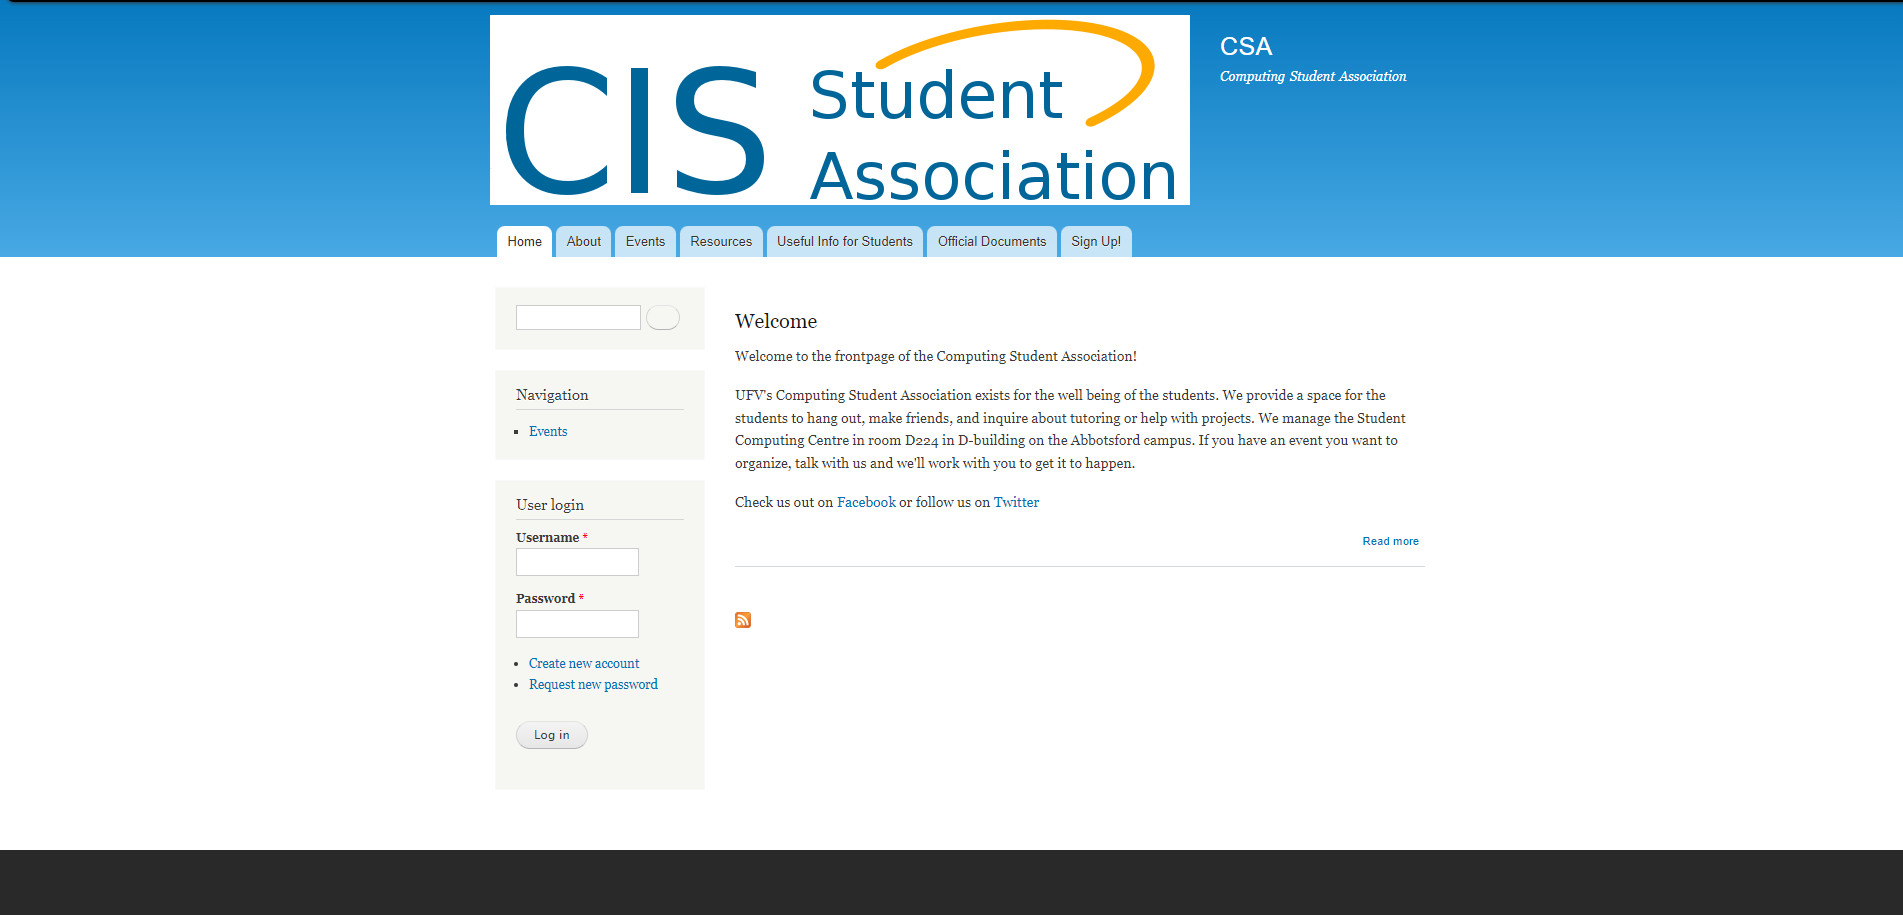 CIS Student
Association
CSA
Computing Student Association
Home
About
Events
Resources
Useful Info for Students
Official Documents
Sign Up!
Navigation
Events
User login
Username *
Password *
Create new account
Request new password
Log in
Welcome
Welcome to the frontpage of the Computing Student Association!
UFV's Computing Student Association exists for the well being of the students. We provide a space for the
students to hang out, make friends, and inquire about tutoring or help with projects. We manage the Student
Computing Centre in room D224 in D-building on the Abbotsford campus. If you have an event you want to
organize, talk with us and we'll work with you to get it to happen.
Check us out on Facebook or follow us on Twitter
Read more